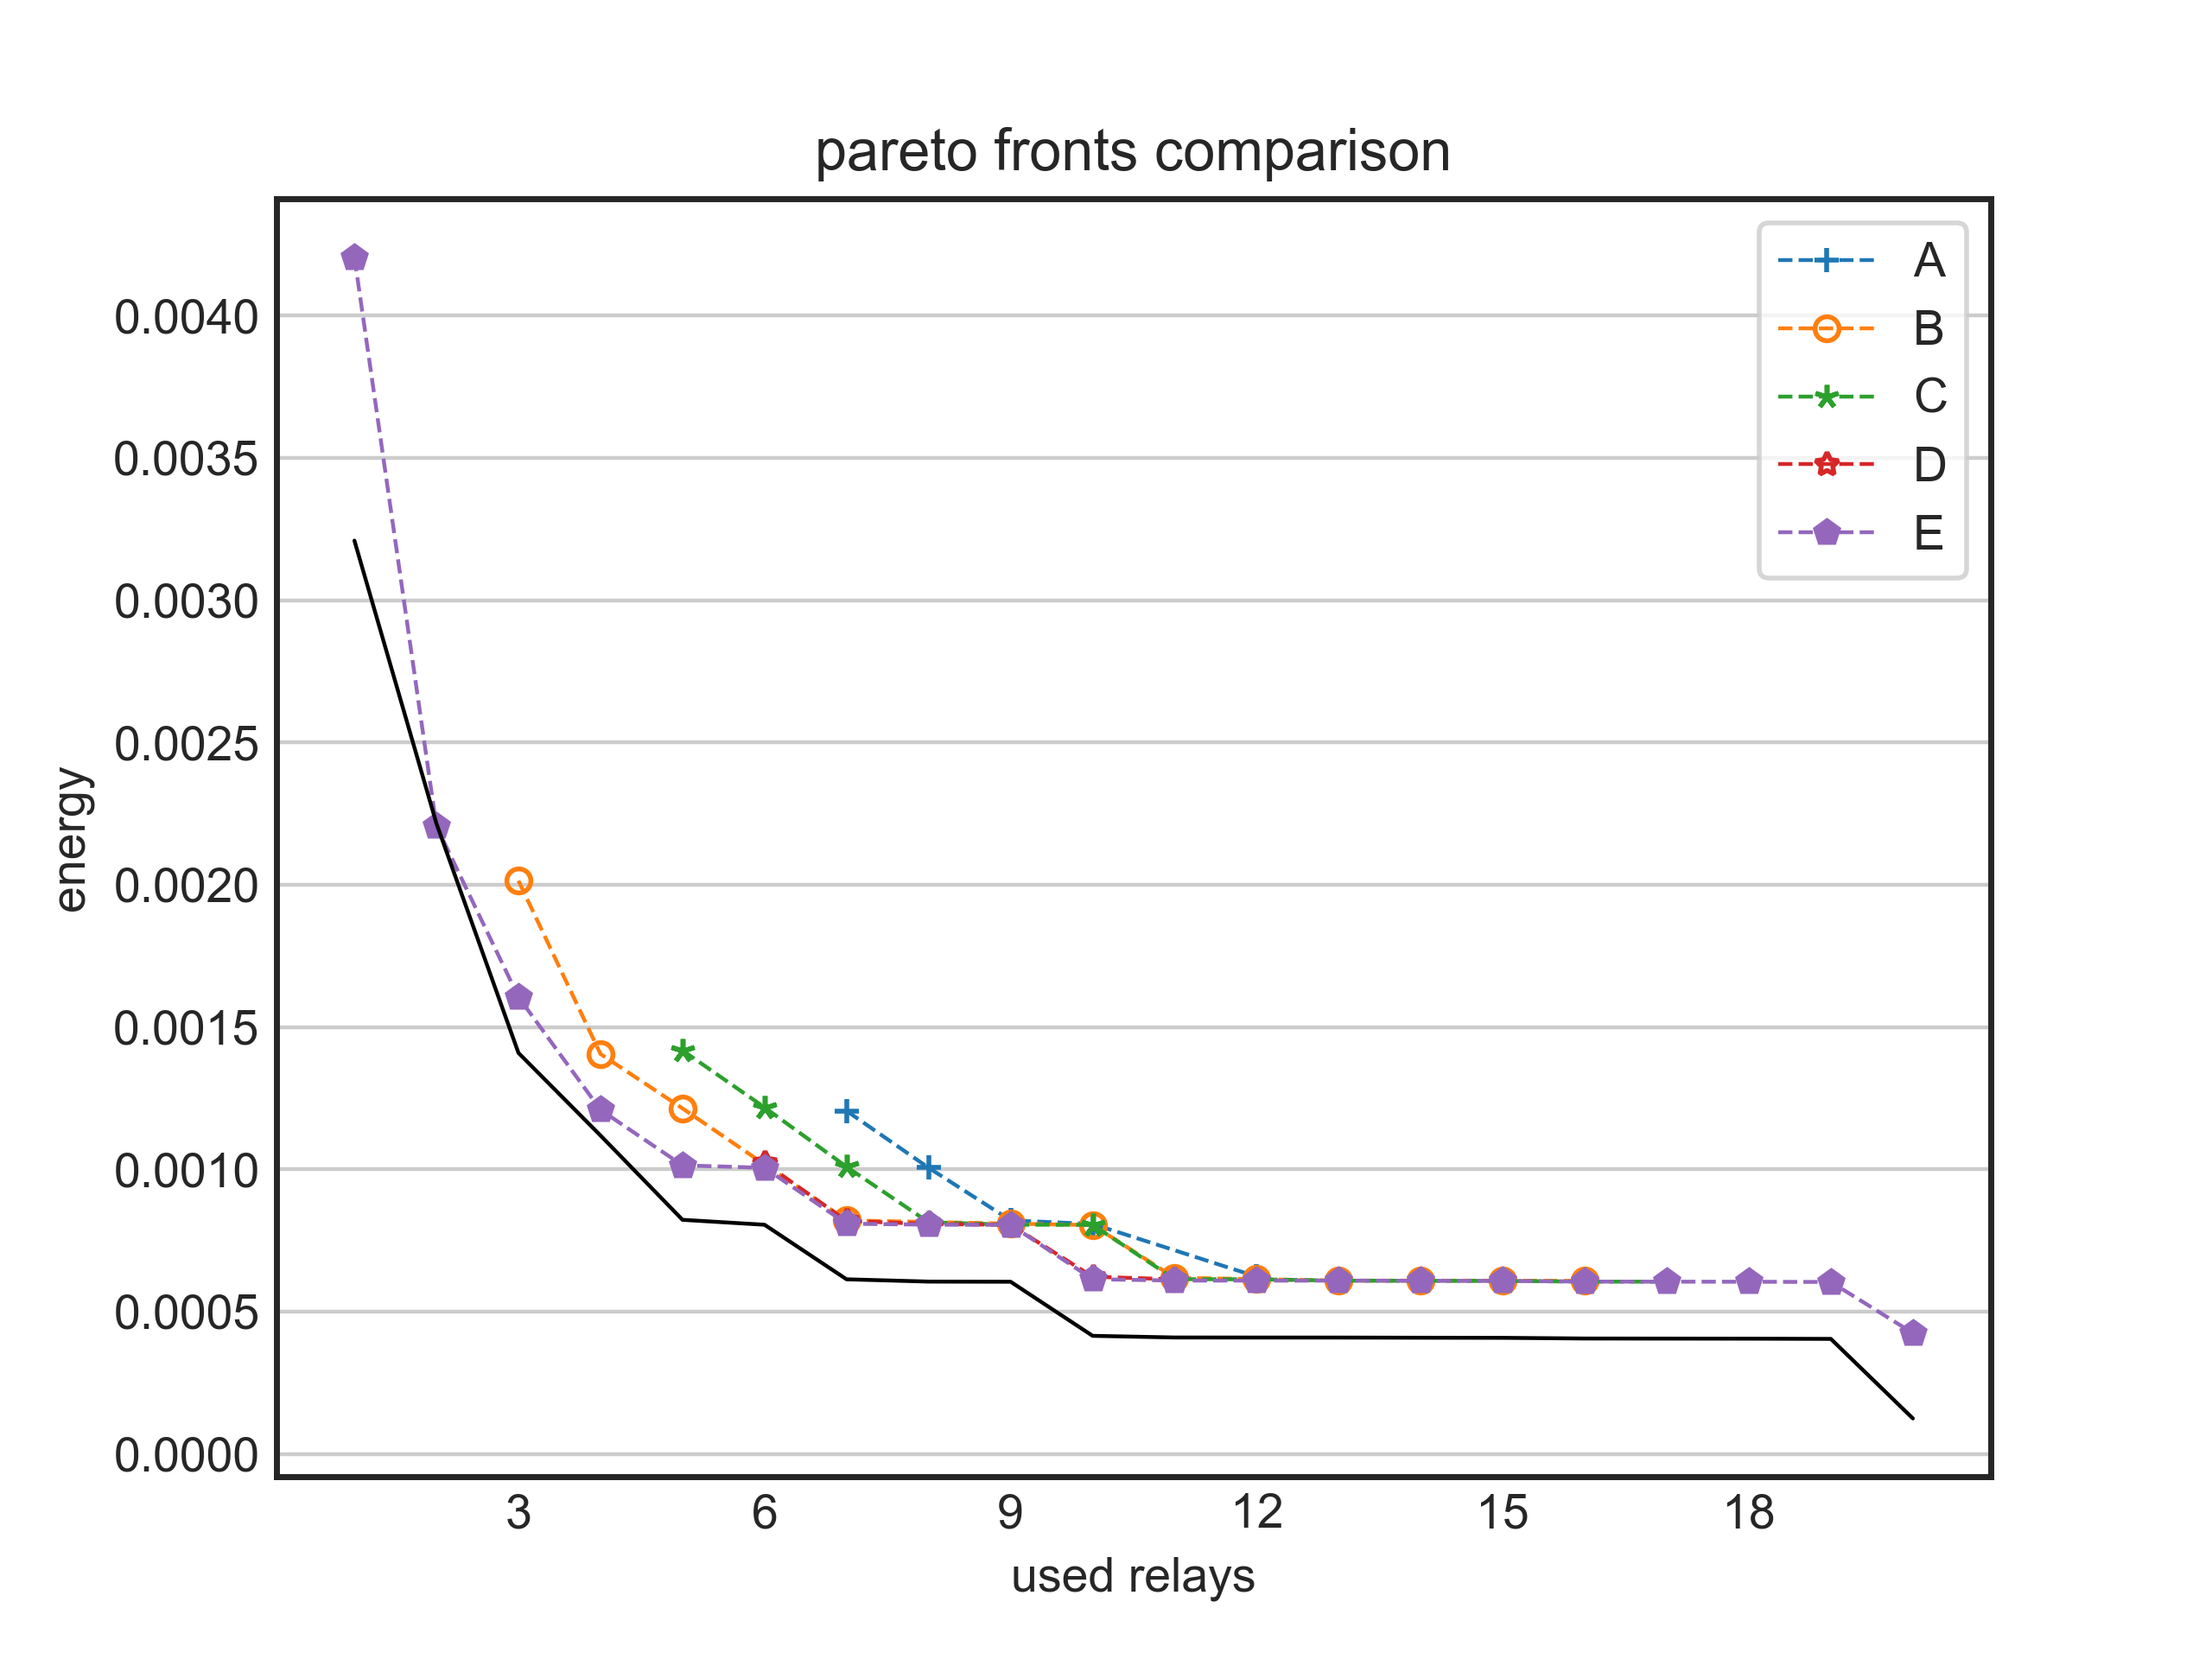 pareto fronts comparison
A
B
C
D
E
0.0040
0.0035
0.0030
0.0025
0.0020
0.0015
0.0010
0.0005
0.0000
energy
3 6 9 12 15 18
used relays